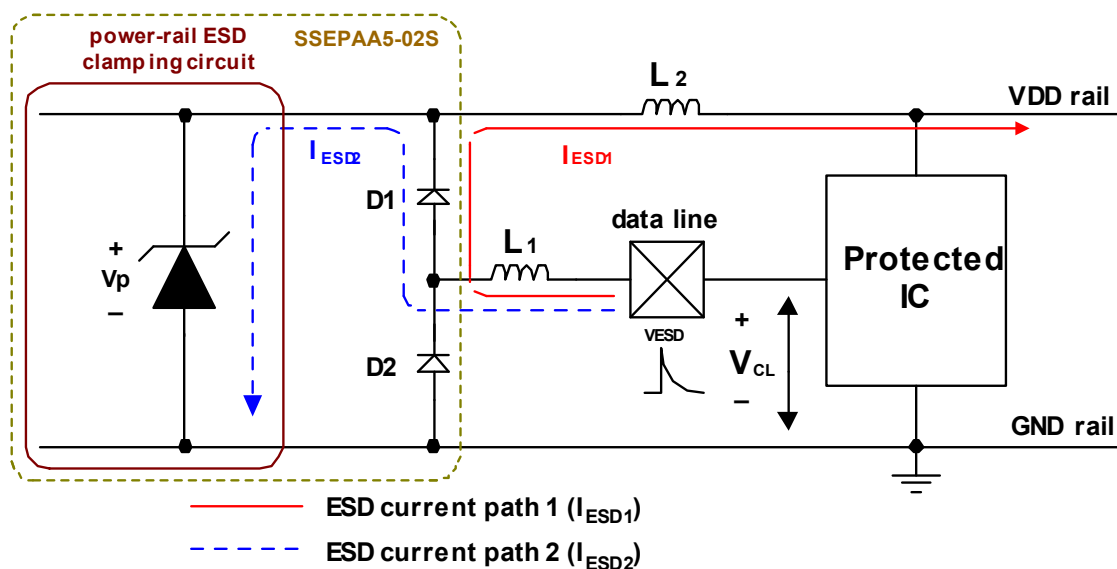 power-rail ESD
clamping circuit
SSEPAA5-02S
L2
VDD rail
IESD2
IESD1
D1
data line
+
Vp
–
L1
Protected
IC
VESD
D2
+
VCL
–
GND rail
ESD current path 1 (IESD1)
ESD current path 2 (IESD2)